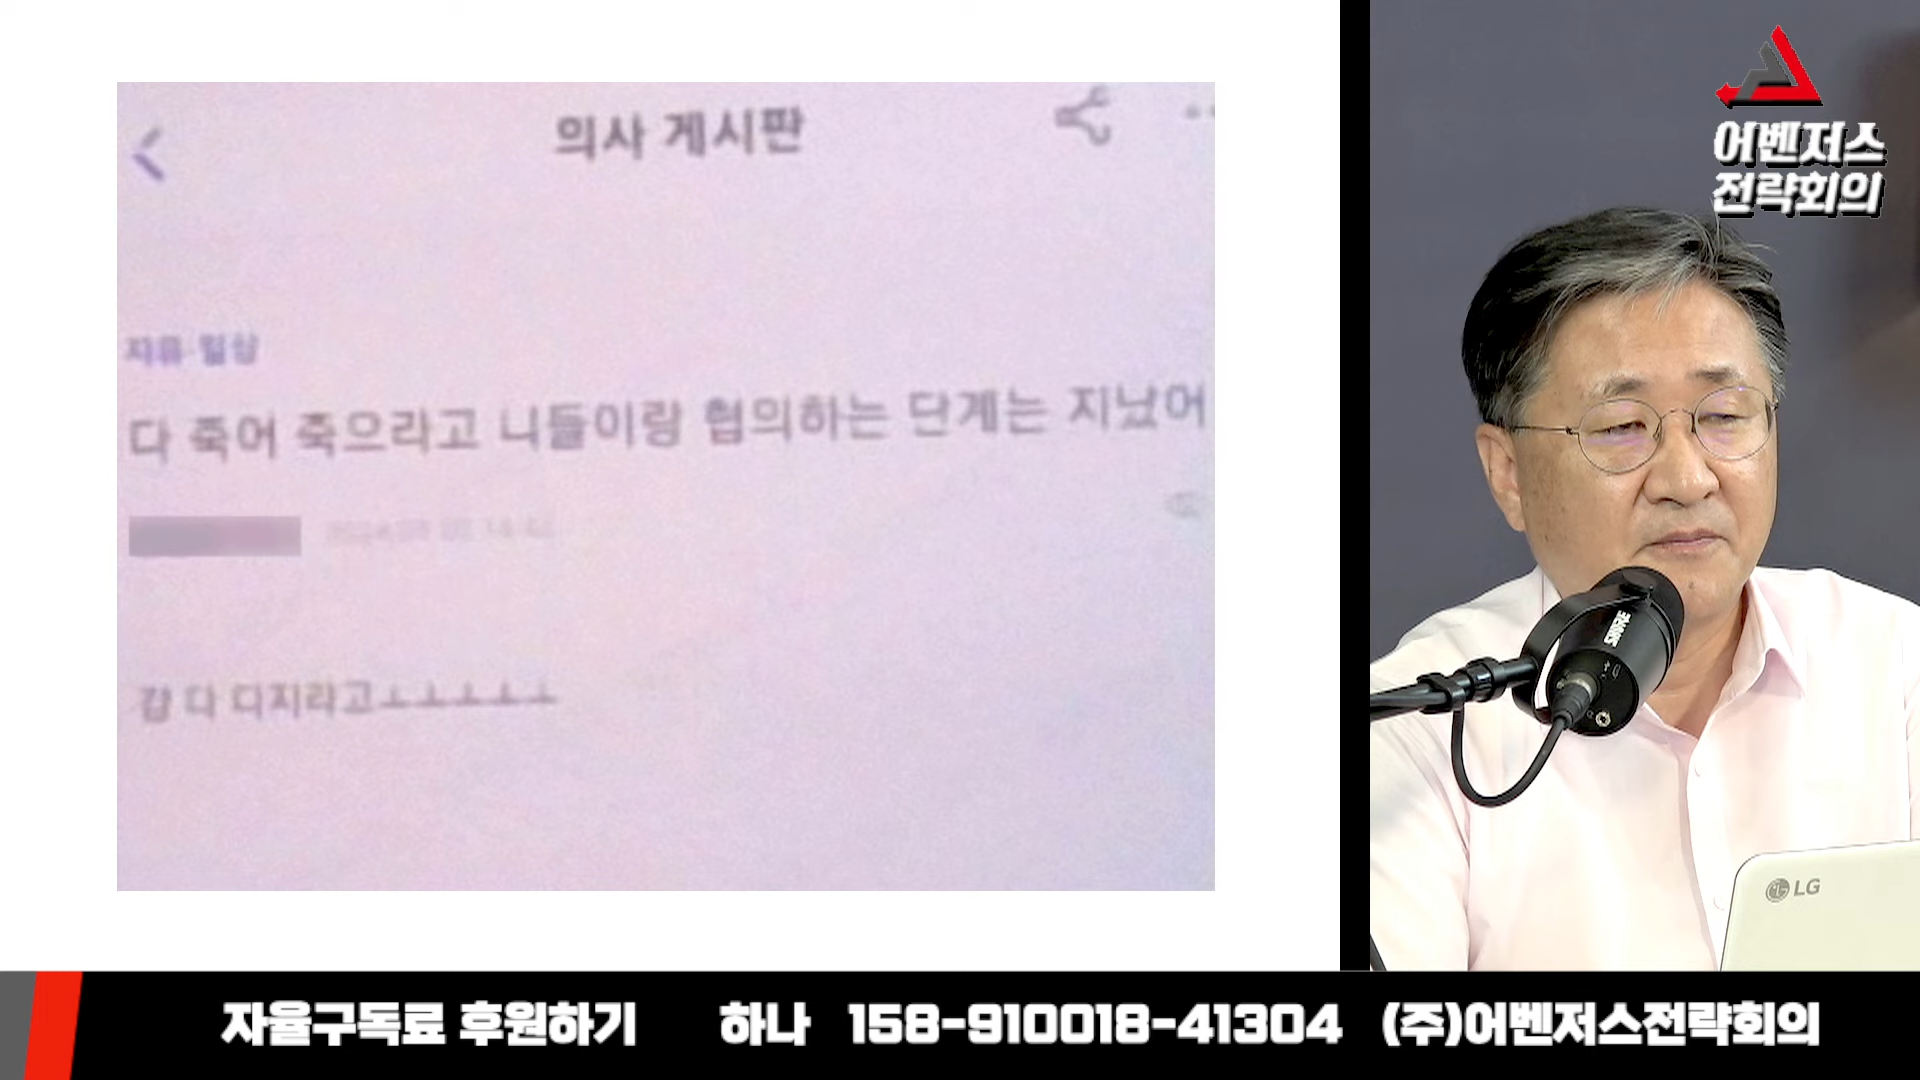 의사 게시판
자유·일상
다 죽어 죽으라고 니들이랑 협의하는 단계는 지났어
걍 다 디지라고ㅗㅗㅗㅗㅗ
어벤저스
전략회의
SHURE
LG
자율구독료 후원하기 하나 158-910018-41304 (주)어벤저스전략회의